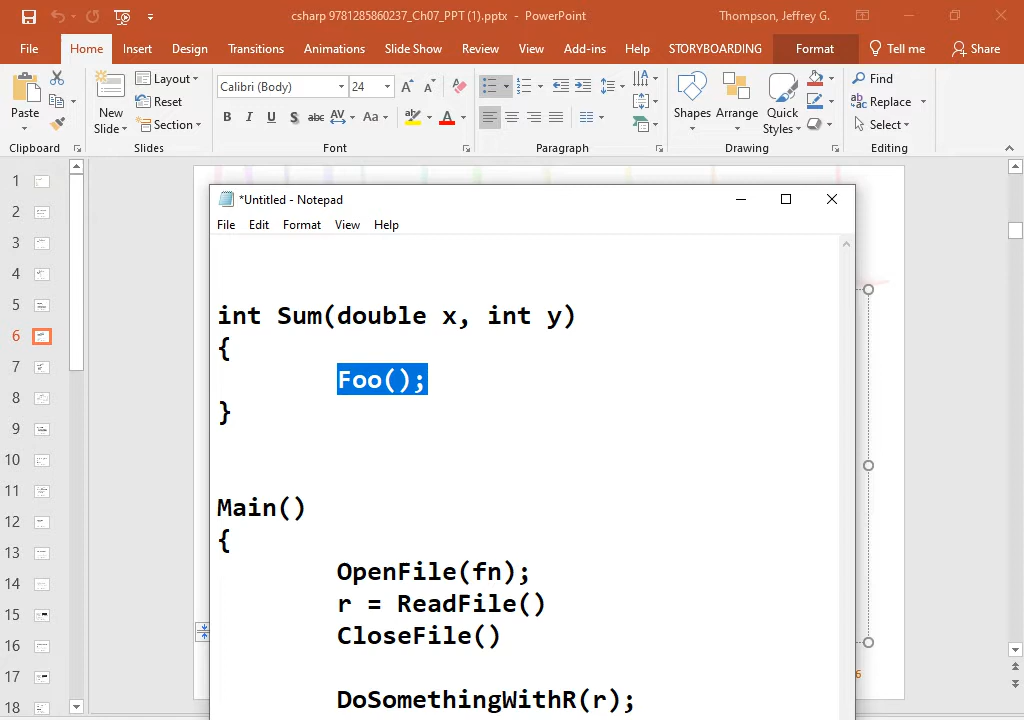 csharp 9781285860237_Ch07_PPT (1).pptx - PowerPoint
Thompson, Jeffrey G.
File Home Insert Design Transitions Animations Slide Show Review View Add-ins Help STORYBOARDING Format Tell me Share
Paste
New
Slide
Layout
Reset
Section
Calibri (Body) 24
B I U S abc AV Aa A
Shapes
Arrange
Quick
Styles
Find
Replace
Select
Clipboard Slides Font Paragraph Drawing Editing
1
2
3
4
5
6
7
8
9
10
11
12
13
14
15
16
17
18
*Untitled - Notepad
File Edit Format View Help
int Sum(double x, int y)
{
Foo();
}
Main()
{
OpenFile(fn);
r = ReadFile()
CloseFile()
DoSomethingWithR(r);
6